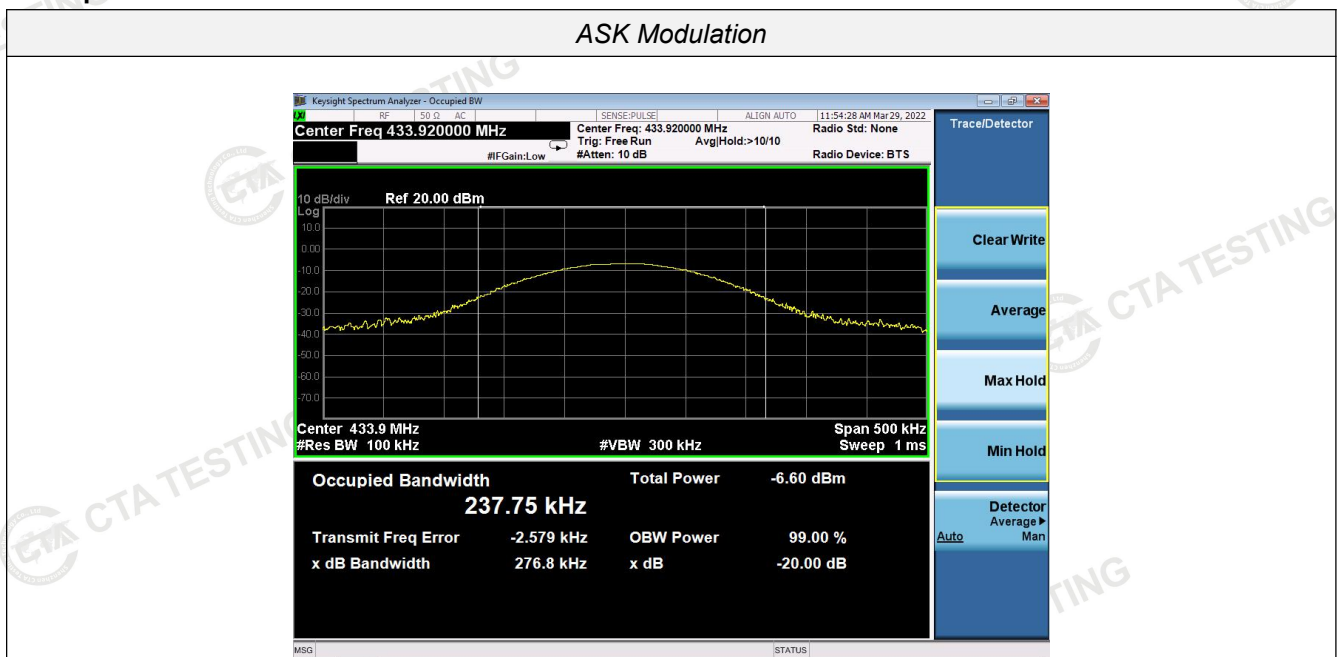 ASK Modulation
Keysight Spectrum Analyzer - Occupied BW
LXI RF 50 Ω AC SENSE:PULSE ALIGN AUTO 11:54:28 AM Mar 29, 2022
Center Freq 433.920000 MHz
Center Freq: 433.920000 MHz
Radio Std: None
Trig: Free Run Avg|Hold:>10/10
#IFGain:Low
#Atten: 10 dB
Radio Device: BTS
10 dB/div Ref 20.00 dBm
Log
10.0
0.00
-10.0
-20.0
-30.0
-40.0
-50.0
-60.0
-70.0
Center 433.9 MHz Span 500 kHz
#Res BW 100 kHz #VBW 300 kHz Sweep 1 ms
Occupied Bandwidth Total Power -6.60 dBm
237.75 kHz
Transmit Freq Error -2.579 kHz OBW Power 99.00 %
x dB Bandwidth 276.8 kHz x dB -20.00 dB
MSG STATUS
Trace/Detector
Clear Write
Average
Max Hold
Min Hold
Detector
Average
Auto Man
TESTING
CTA
CTA TESTING
CTA TESTING
TING